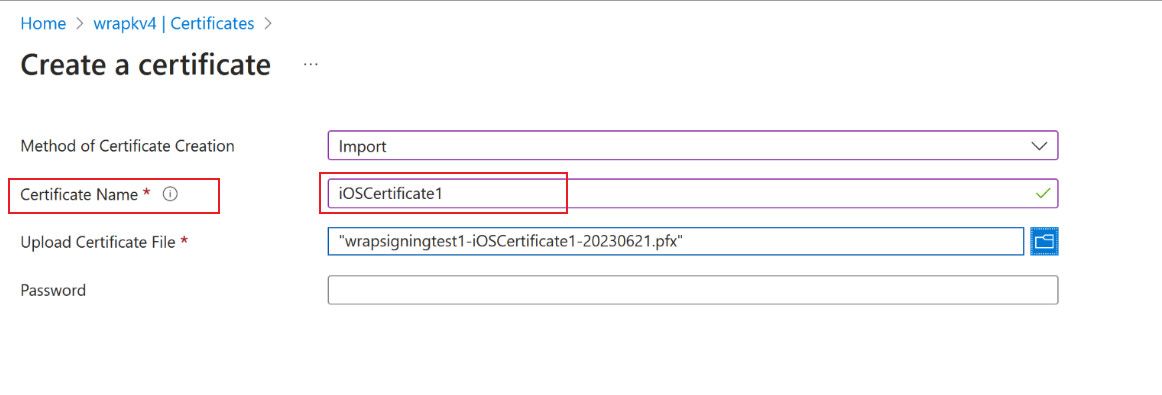 Home > wrapkv4 | Certificates >
Create a certificate ...
Method of Certificate Creation Import
Certificate Name * iOSCertificate1
Upload Certificate File * "wrapsigningtest1-iOSCertificate1-20230621.pfx"
Password